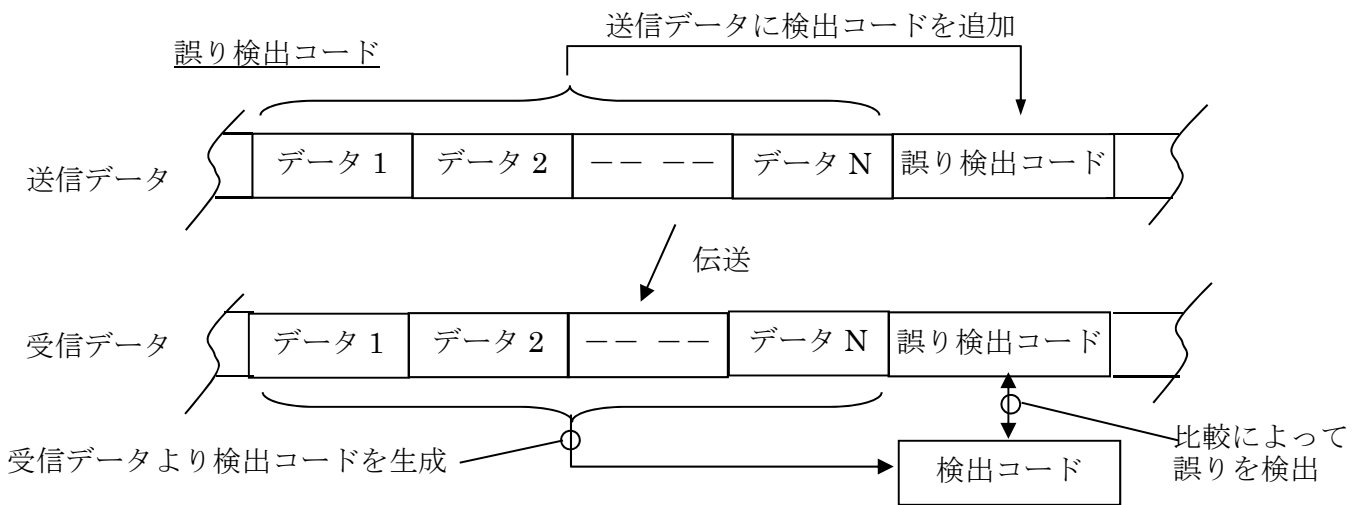 送信データに検出コードを追加
誤り検出コード
送信データ
データ 1
データ 2
−− −−
データ N
誤り検出コード
伝送
受信データ
データ 1
データ 2
−− −−
データ N
誤り検出コード
受信データより検出コードを生成
検出コード
比較によって
誤りを検出